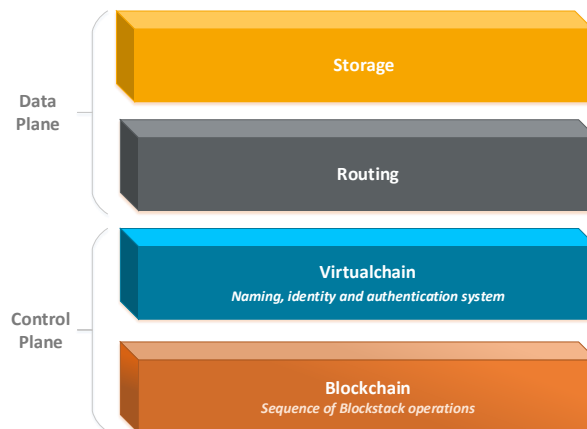 Data
Plane
Storage
Routing
Control
Plane
Virtualchain
Naming, identity and authentication system
Blockchain
Sequence of Blockstack operations